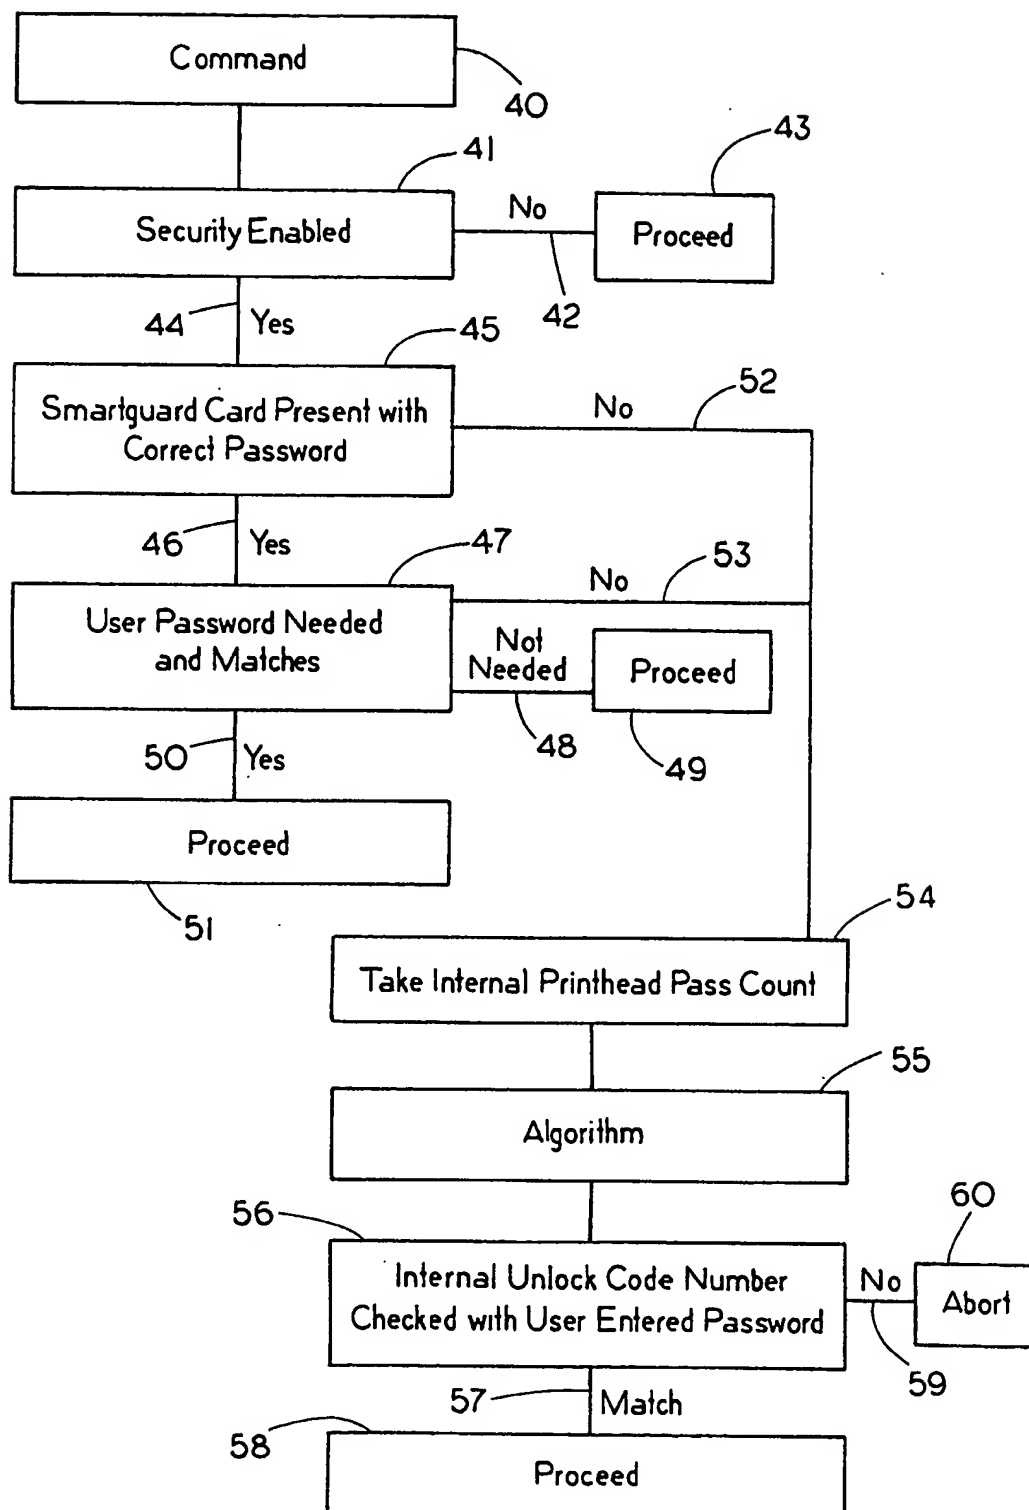 Command
40
41
43
Security Enabled
No
Proceed
42
44
Yes
45
52
Smartguard Card Present with
Correct Password
No
46
Yes
47
53
No
User Password Needed
and Matches
Not
Needed
Proceed
48
49
50
Yes
Proceed
51
54
Take Internal Printhead Pass Count
55
Algorithm
56
60
Internal Unlock Code Number
Checked with User Entered Password
No
Abort
59
57
Match
58
Proceed